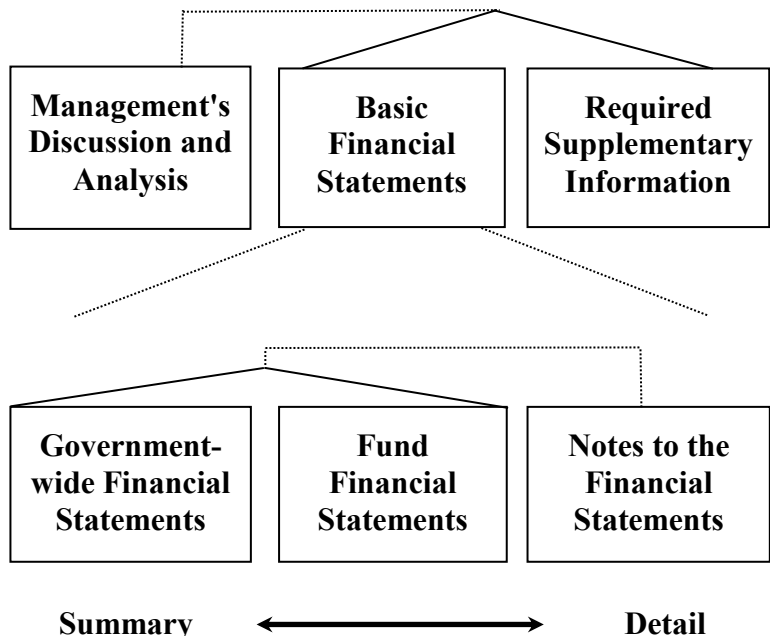 Management's
Discussion and
Analysis
Basic
Financial
Statements
Required
Supplementary
Information
Government-
wide Financial
Statements
Fund
Financial
Statements
Notes to the
Financial
Statements
Summary
Detail